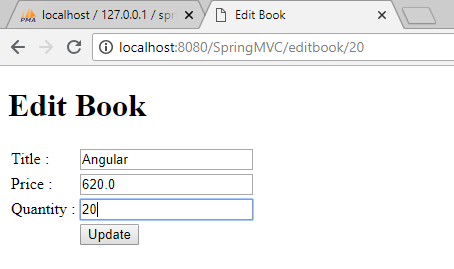 PMA localhost / 127.0.0.1 / spr Edit Book
localhost:8080/SpringMVC/editbook/20
Edit Book
Title : Angular
Price : 620.0
Quantity : 20
Update